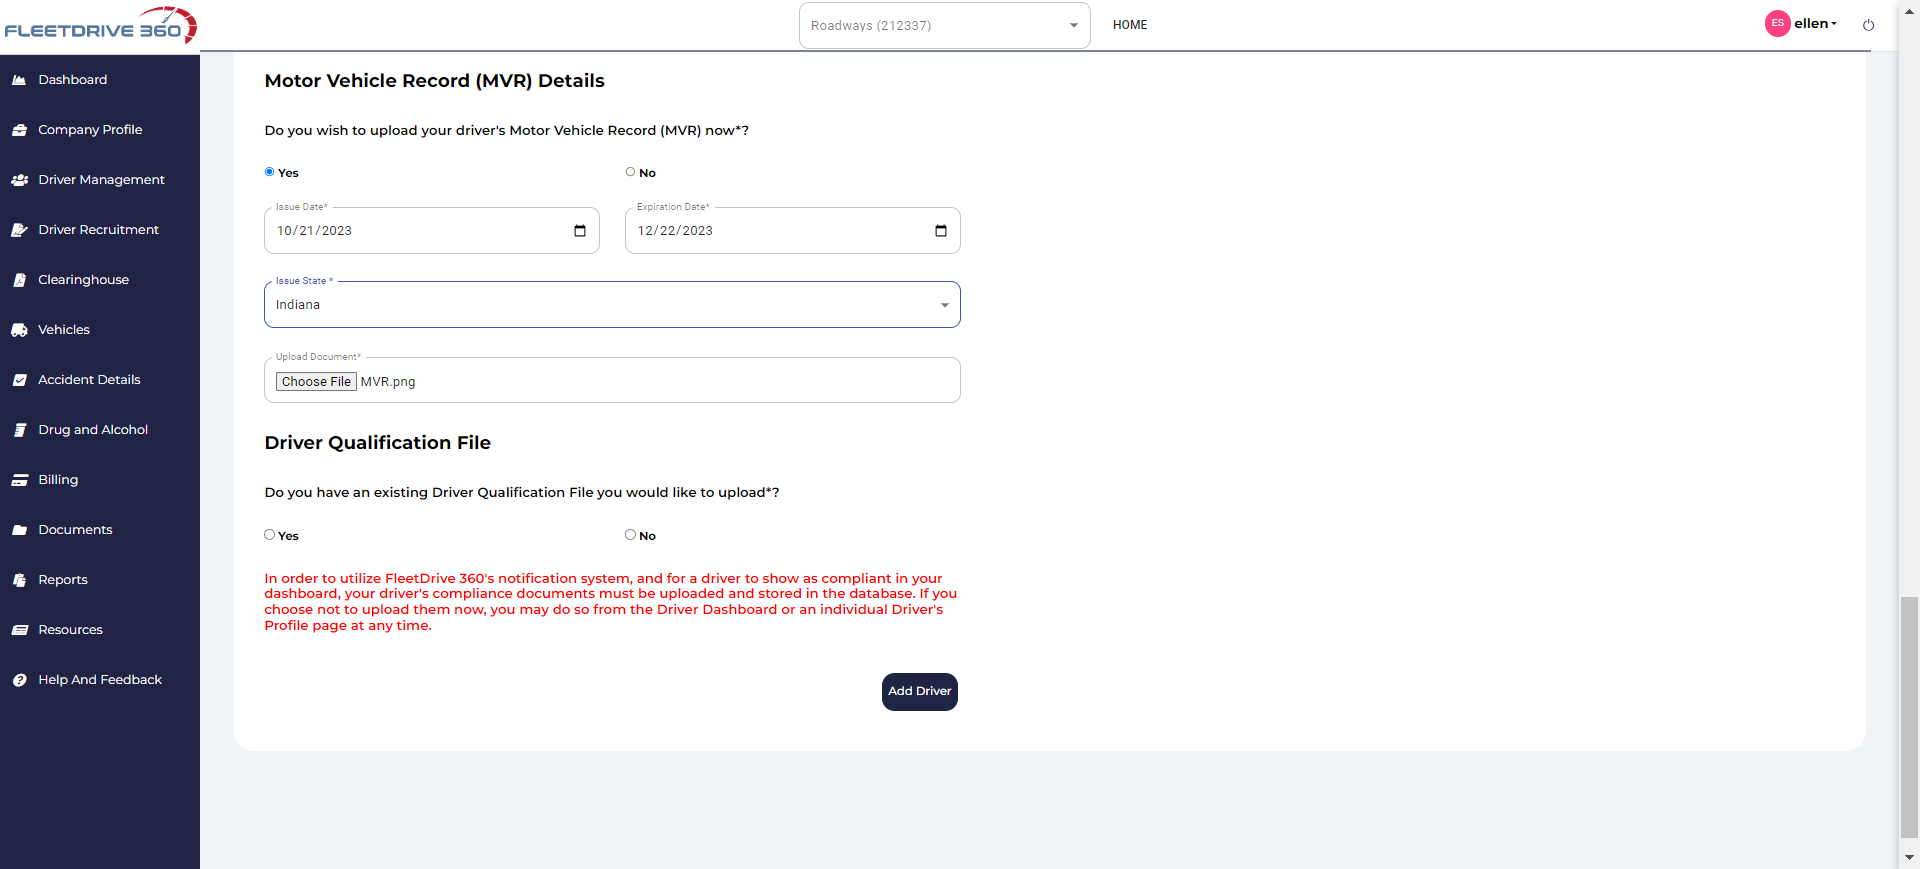 FLEETDRIVE 360
Roadways (212337)
HOME
ES
ellen
Dashboard
Company Profile
Driver Management
Driver Recruitment
Clearinghouse
Vehicles
Accident Details
Drug and Alcohol
Billing
Documents
Reports
Resources
Help And Feedback
Motor Vehicle Record (MVR) Details
Do you wish to upload your driver's Motor Vehicle Record (MVR) now*?
Yes
No
Issue Date*
10/21/2023
Expiration Date*
12/22/2023
Issue State *
Indiana
Upload Document*
Choose File MVR.png
Driver Qualification File
Do you have an existing Driver Qualification File you would like to upload*?
Yes
No
In order to utilize FleetDrive 360's notification system, and for a driver to show as compliant in your
dashboard, your driver's compliance documents must be uploaded and stored in the database. If you
choose not to upload them now, you may do so from the Driver Dashboard or an individual Driver's
Profile page at any time.
Add Driver